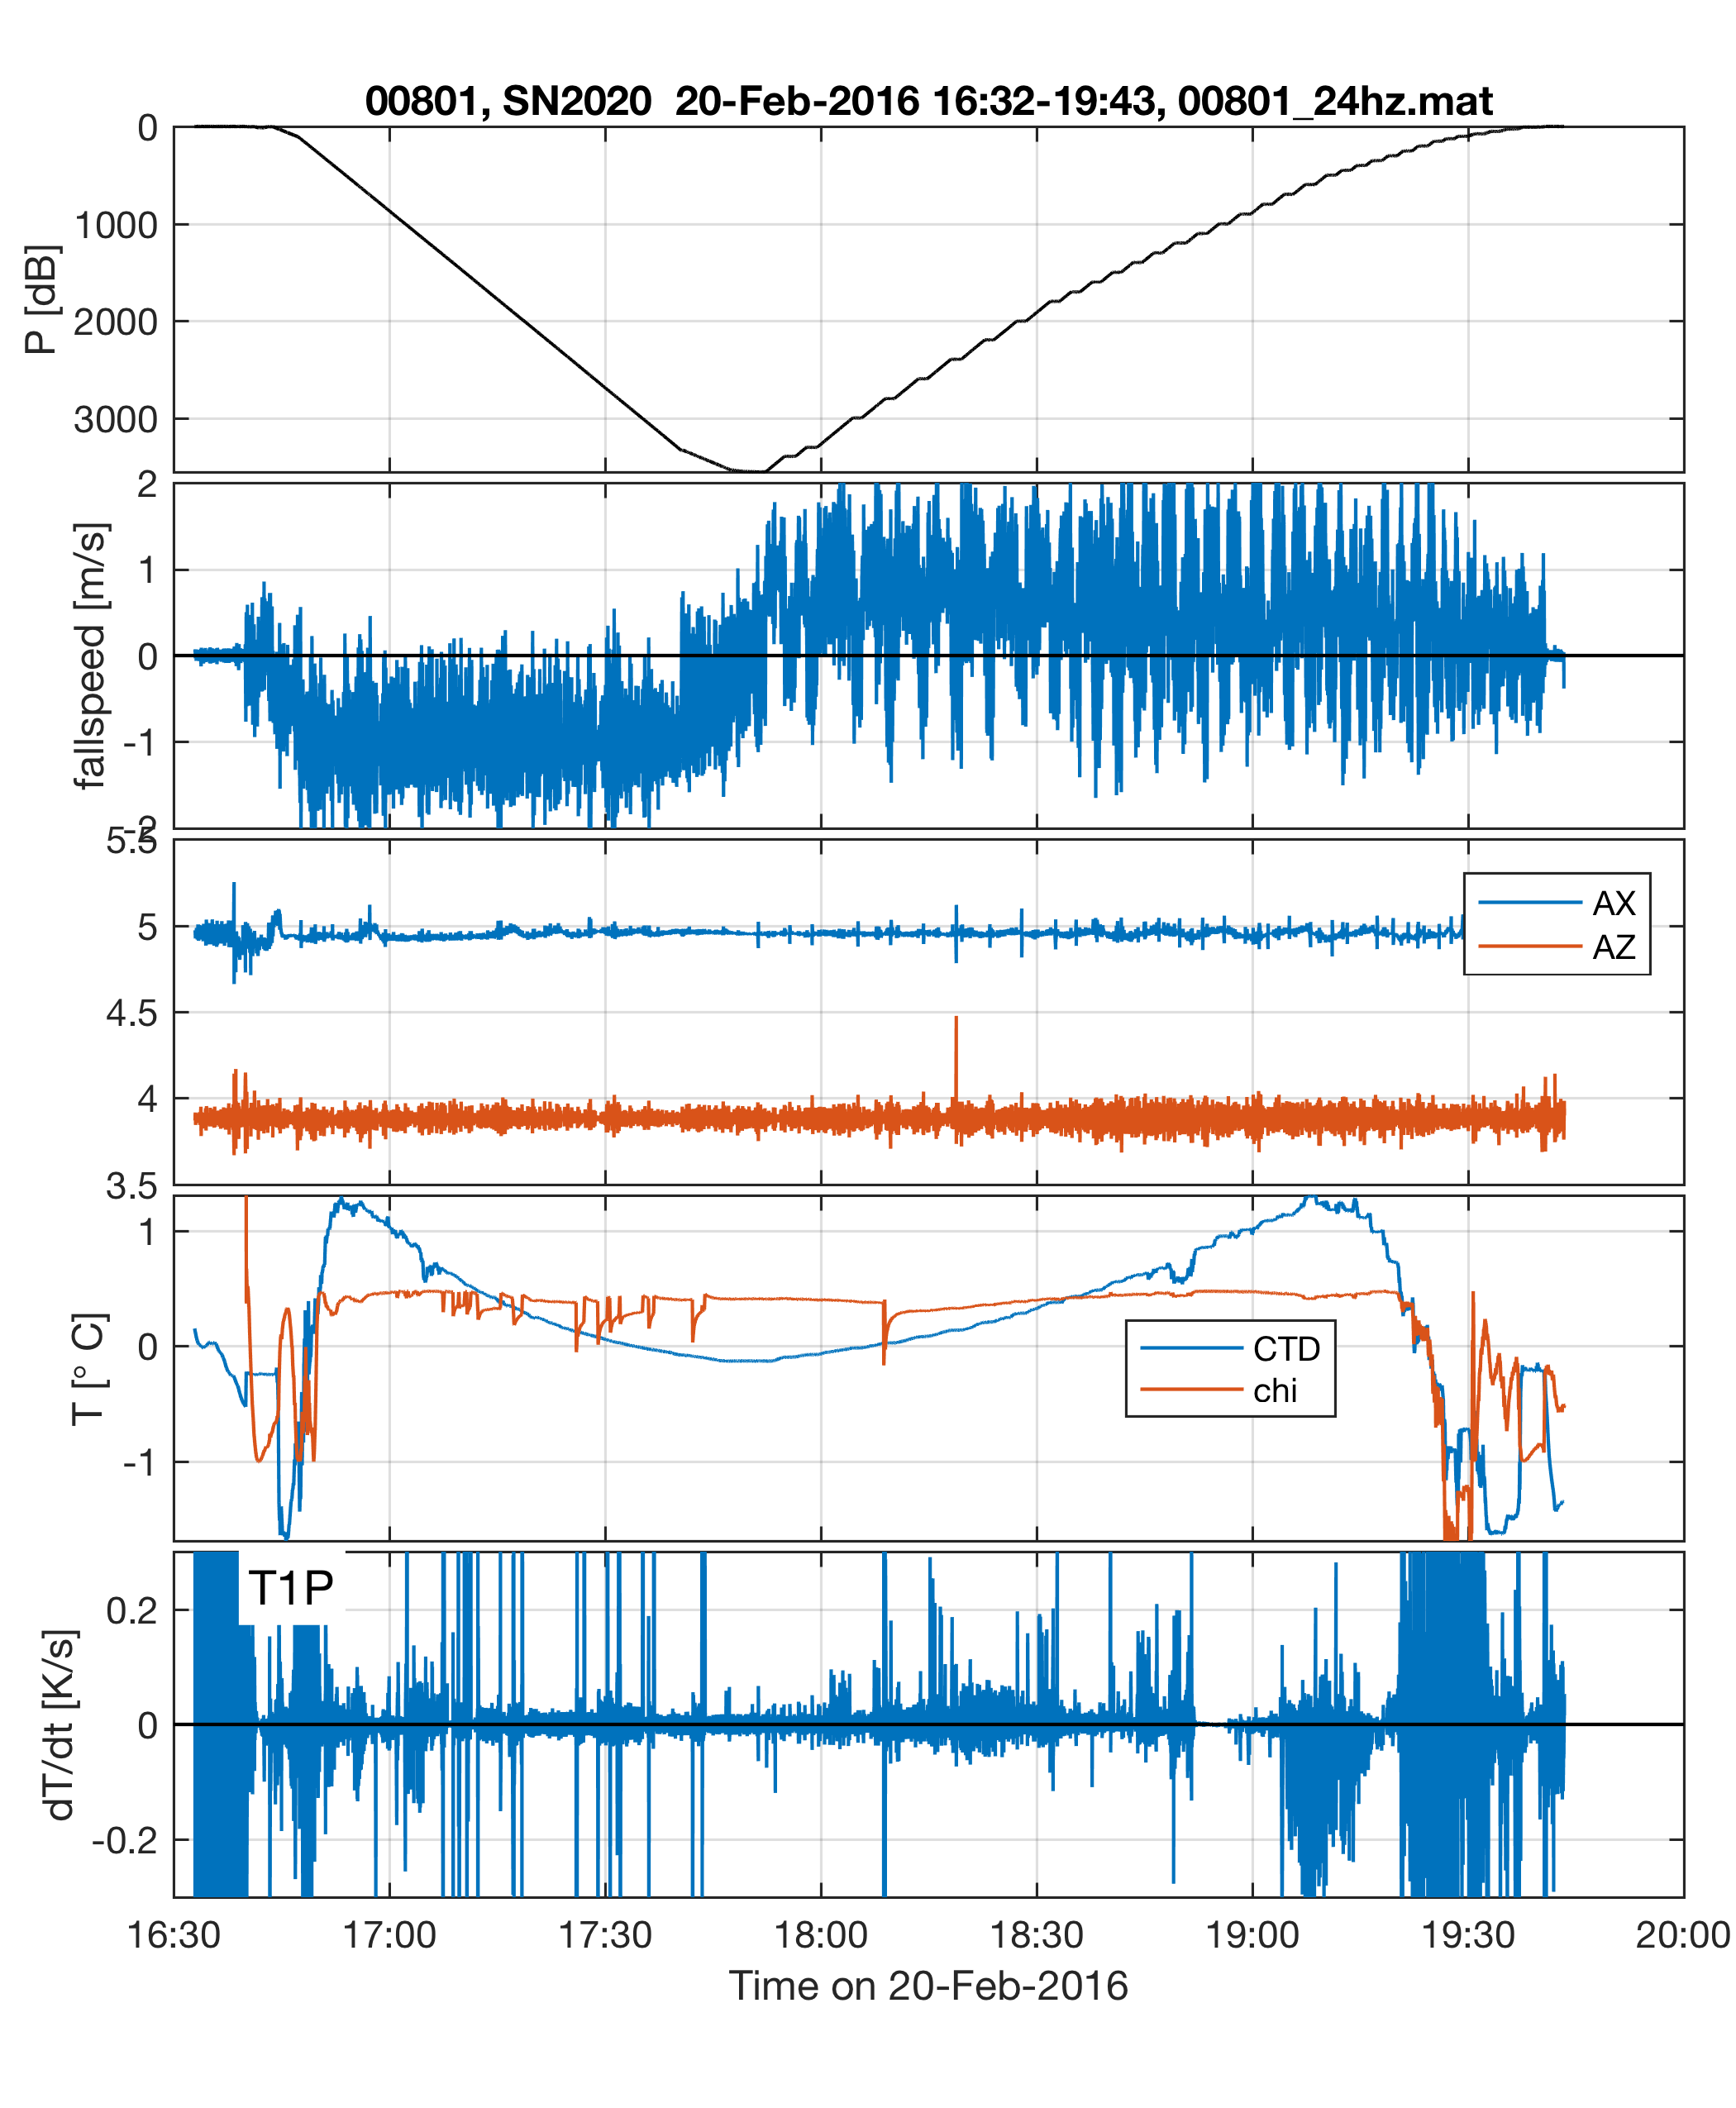 00801, SN2020  20-Feb-2016 16:32-19:43, 00801_24hz.mat
0
1000
2000
3000
P [dB]
2
1
0
-1
-2
fallspeed [m/s]
5.5
5
4.5
4
3.5
AX
AZ
1
0
-1
T [° C]
CTD
chi
T1P
0.2
0
-0.2
dT/dt [K/s]
16:30 17:00 17:30 18:00 18:30 19:00 19:30 20:00
Time on 20-Feb-2016